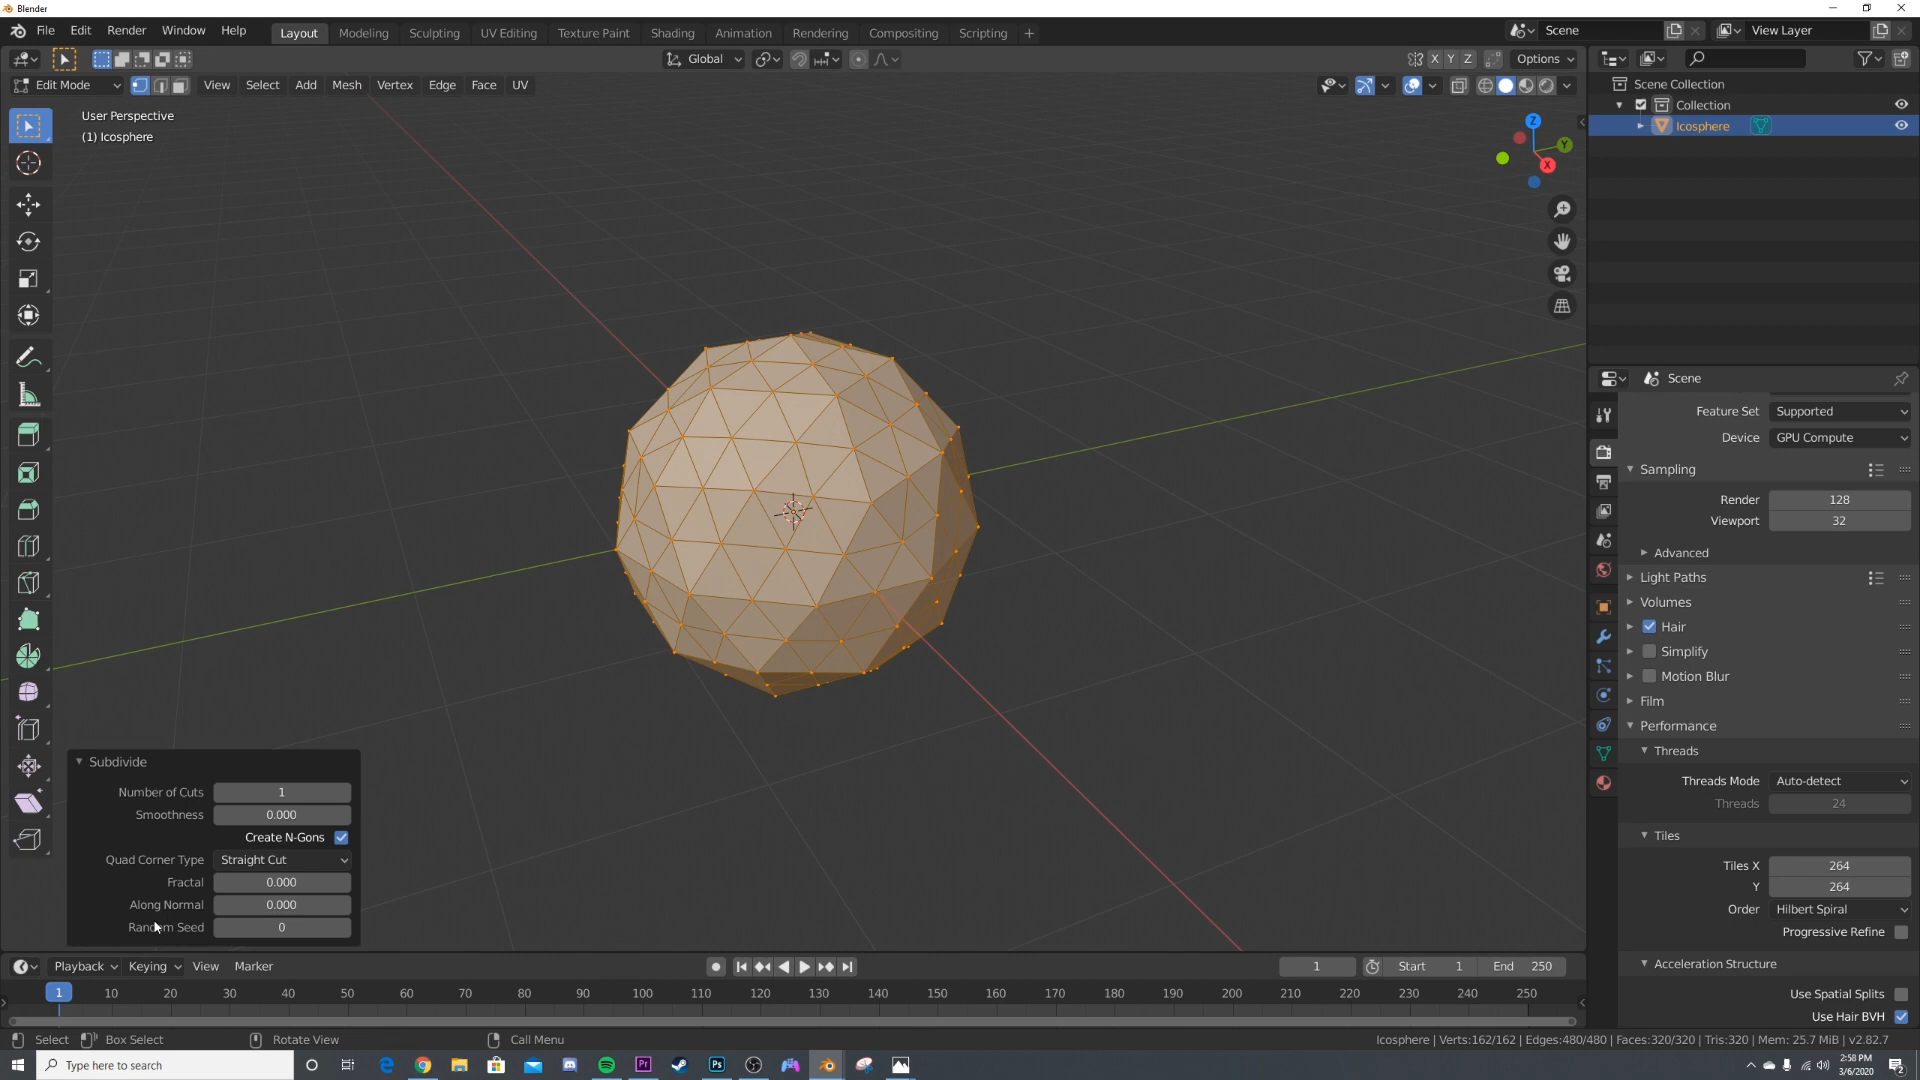 Blender
File Edit Render Window Help Layout Modeling Sculpting UV Editing Texture Paint Shading Animation Rendering Compositing Scripting + Scene View Layer
Global X Y Z Options
Edit Mode View Select Add Mesh Vertex Edge Face UV
User Perspective
(1) Icosphere
Z
Y
X
Scene Collection
Collection
Icosphere
Scene
Feature Set Supported
Device GPU Compute
Sampling
Render 128
Viewport 32
Advanced
Light Paths
Volumes
Hair
Simplify
Motion Blur
Film
Performance
Threads
Threads Mode Auto-detect
Threads 24
Tiles
Tiles X 264
Y 264
Order Hilbert Spiral
Progressive Refine
Acceleration Structure
Use Spatial Splits
Use Hair BVH
Subdivide
Number of Cuts 1
Smoothness 0.000
Create N-Gons
Quad Corner Type Straight Cut
Fractal 0.000
Along Normal 0.000
Random Seed 0
Playback Keying View Marker 1 Start 1 End 250
1 10 20 30 40 50 60 70 80 90 100 110 120 130 140 150 160 170 180 190 200 210 220 230 240 250
Select Box Select Rotate View Call Menu Icosphere | Verts:162/162 | Edges:480/480 | Faces:320/320 | Tris:320 | Mem: 25.7 MiB | v2.82.7
Type here to search Pr Ps 2:58 PM
3/6/2020 2